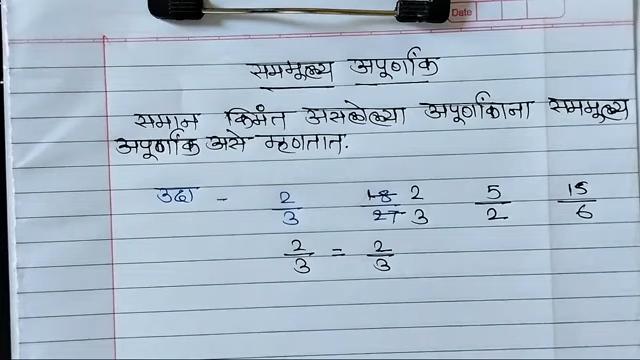 Date
सममूल्य अपूर्णांक
समान किंमत असलेल्या अपूर्णांकाना सममूल्य
अपूर्णांक असे म्हणतात.
उदा - 2/3 18/27 2/3 5/2 15/6
2/3 = 2/3